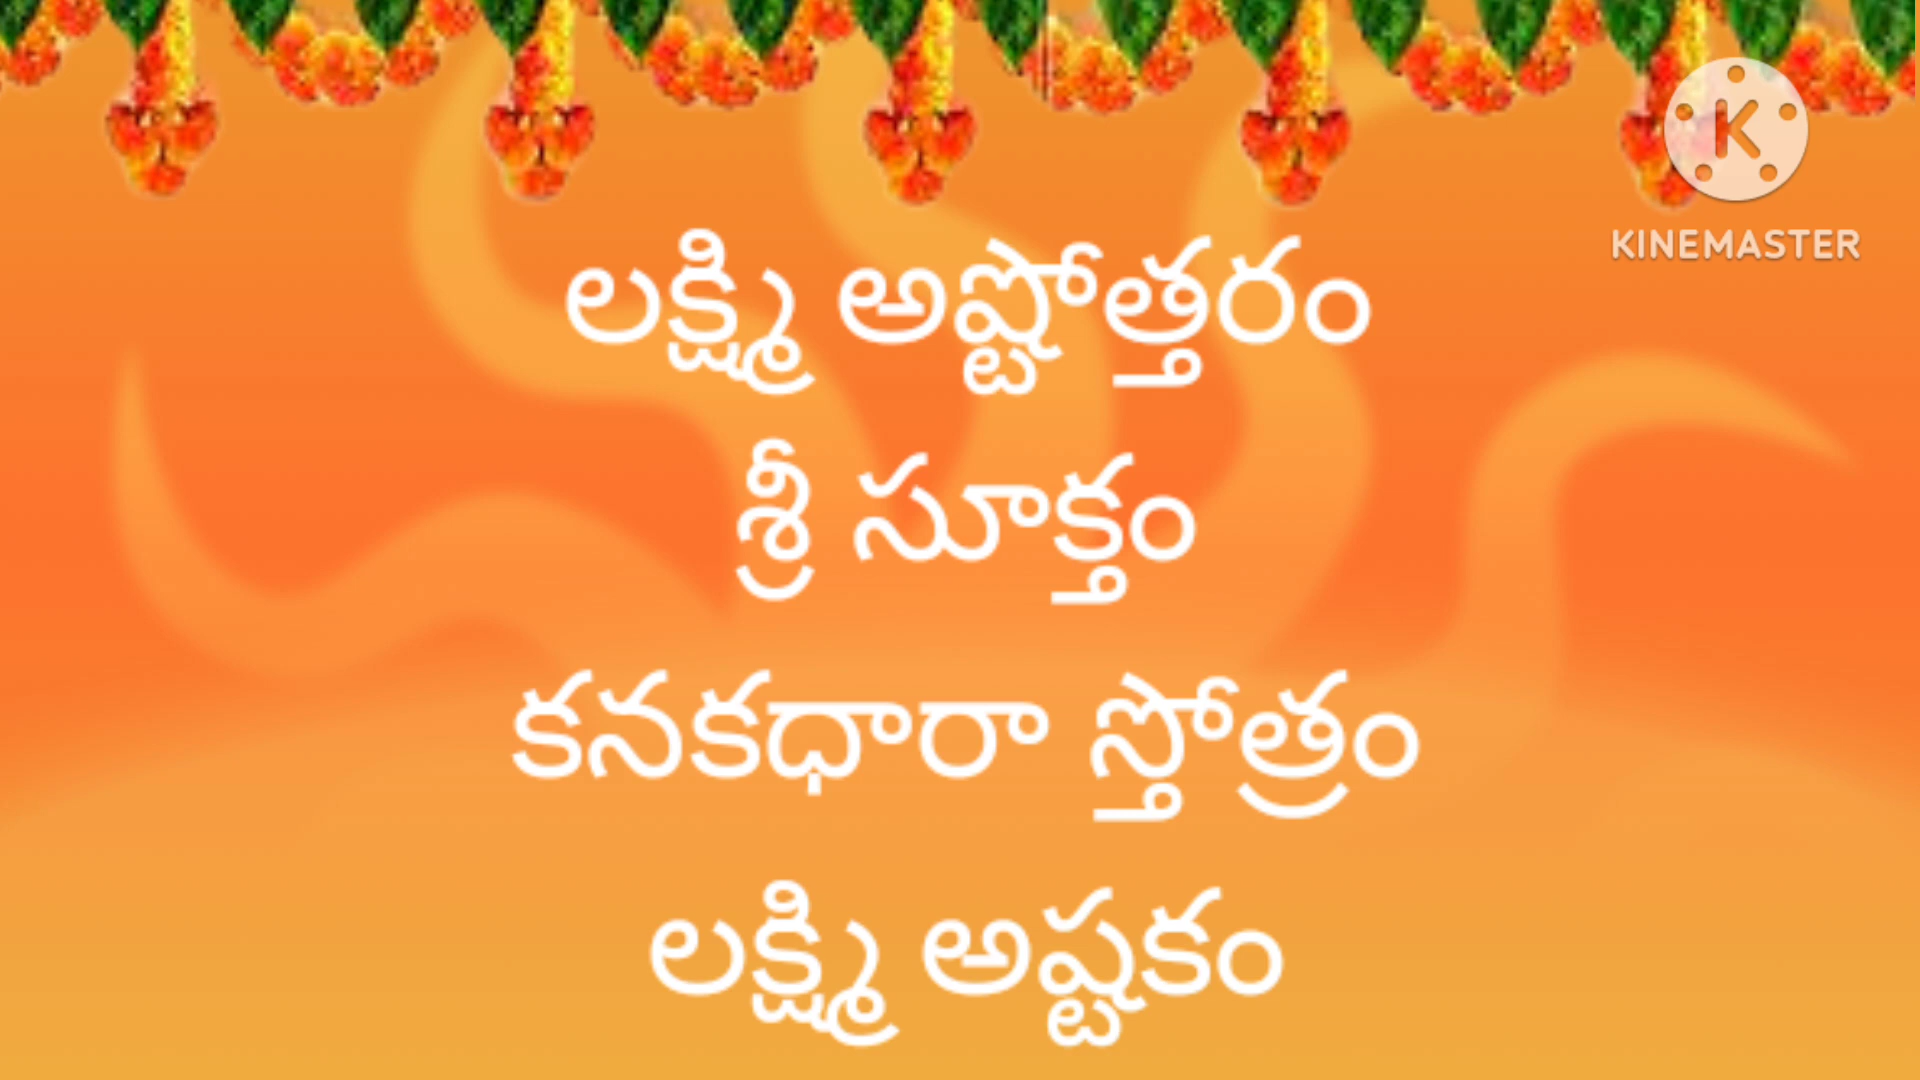 KINEMASTER
లక్ష్మి అష్టోత్తరం
శ్రీ సూక్తం
కనకధారా స్తోత్రం
లక్ష్మి అష్టకం